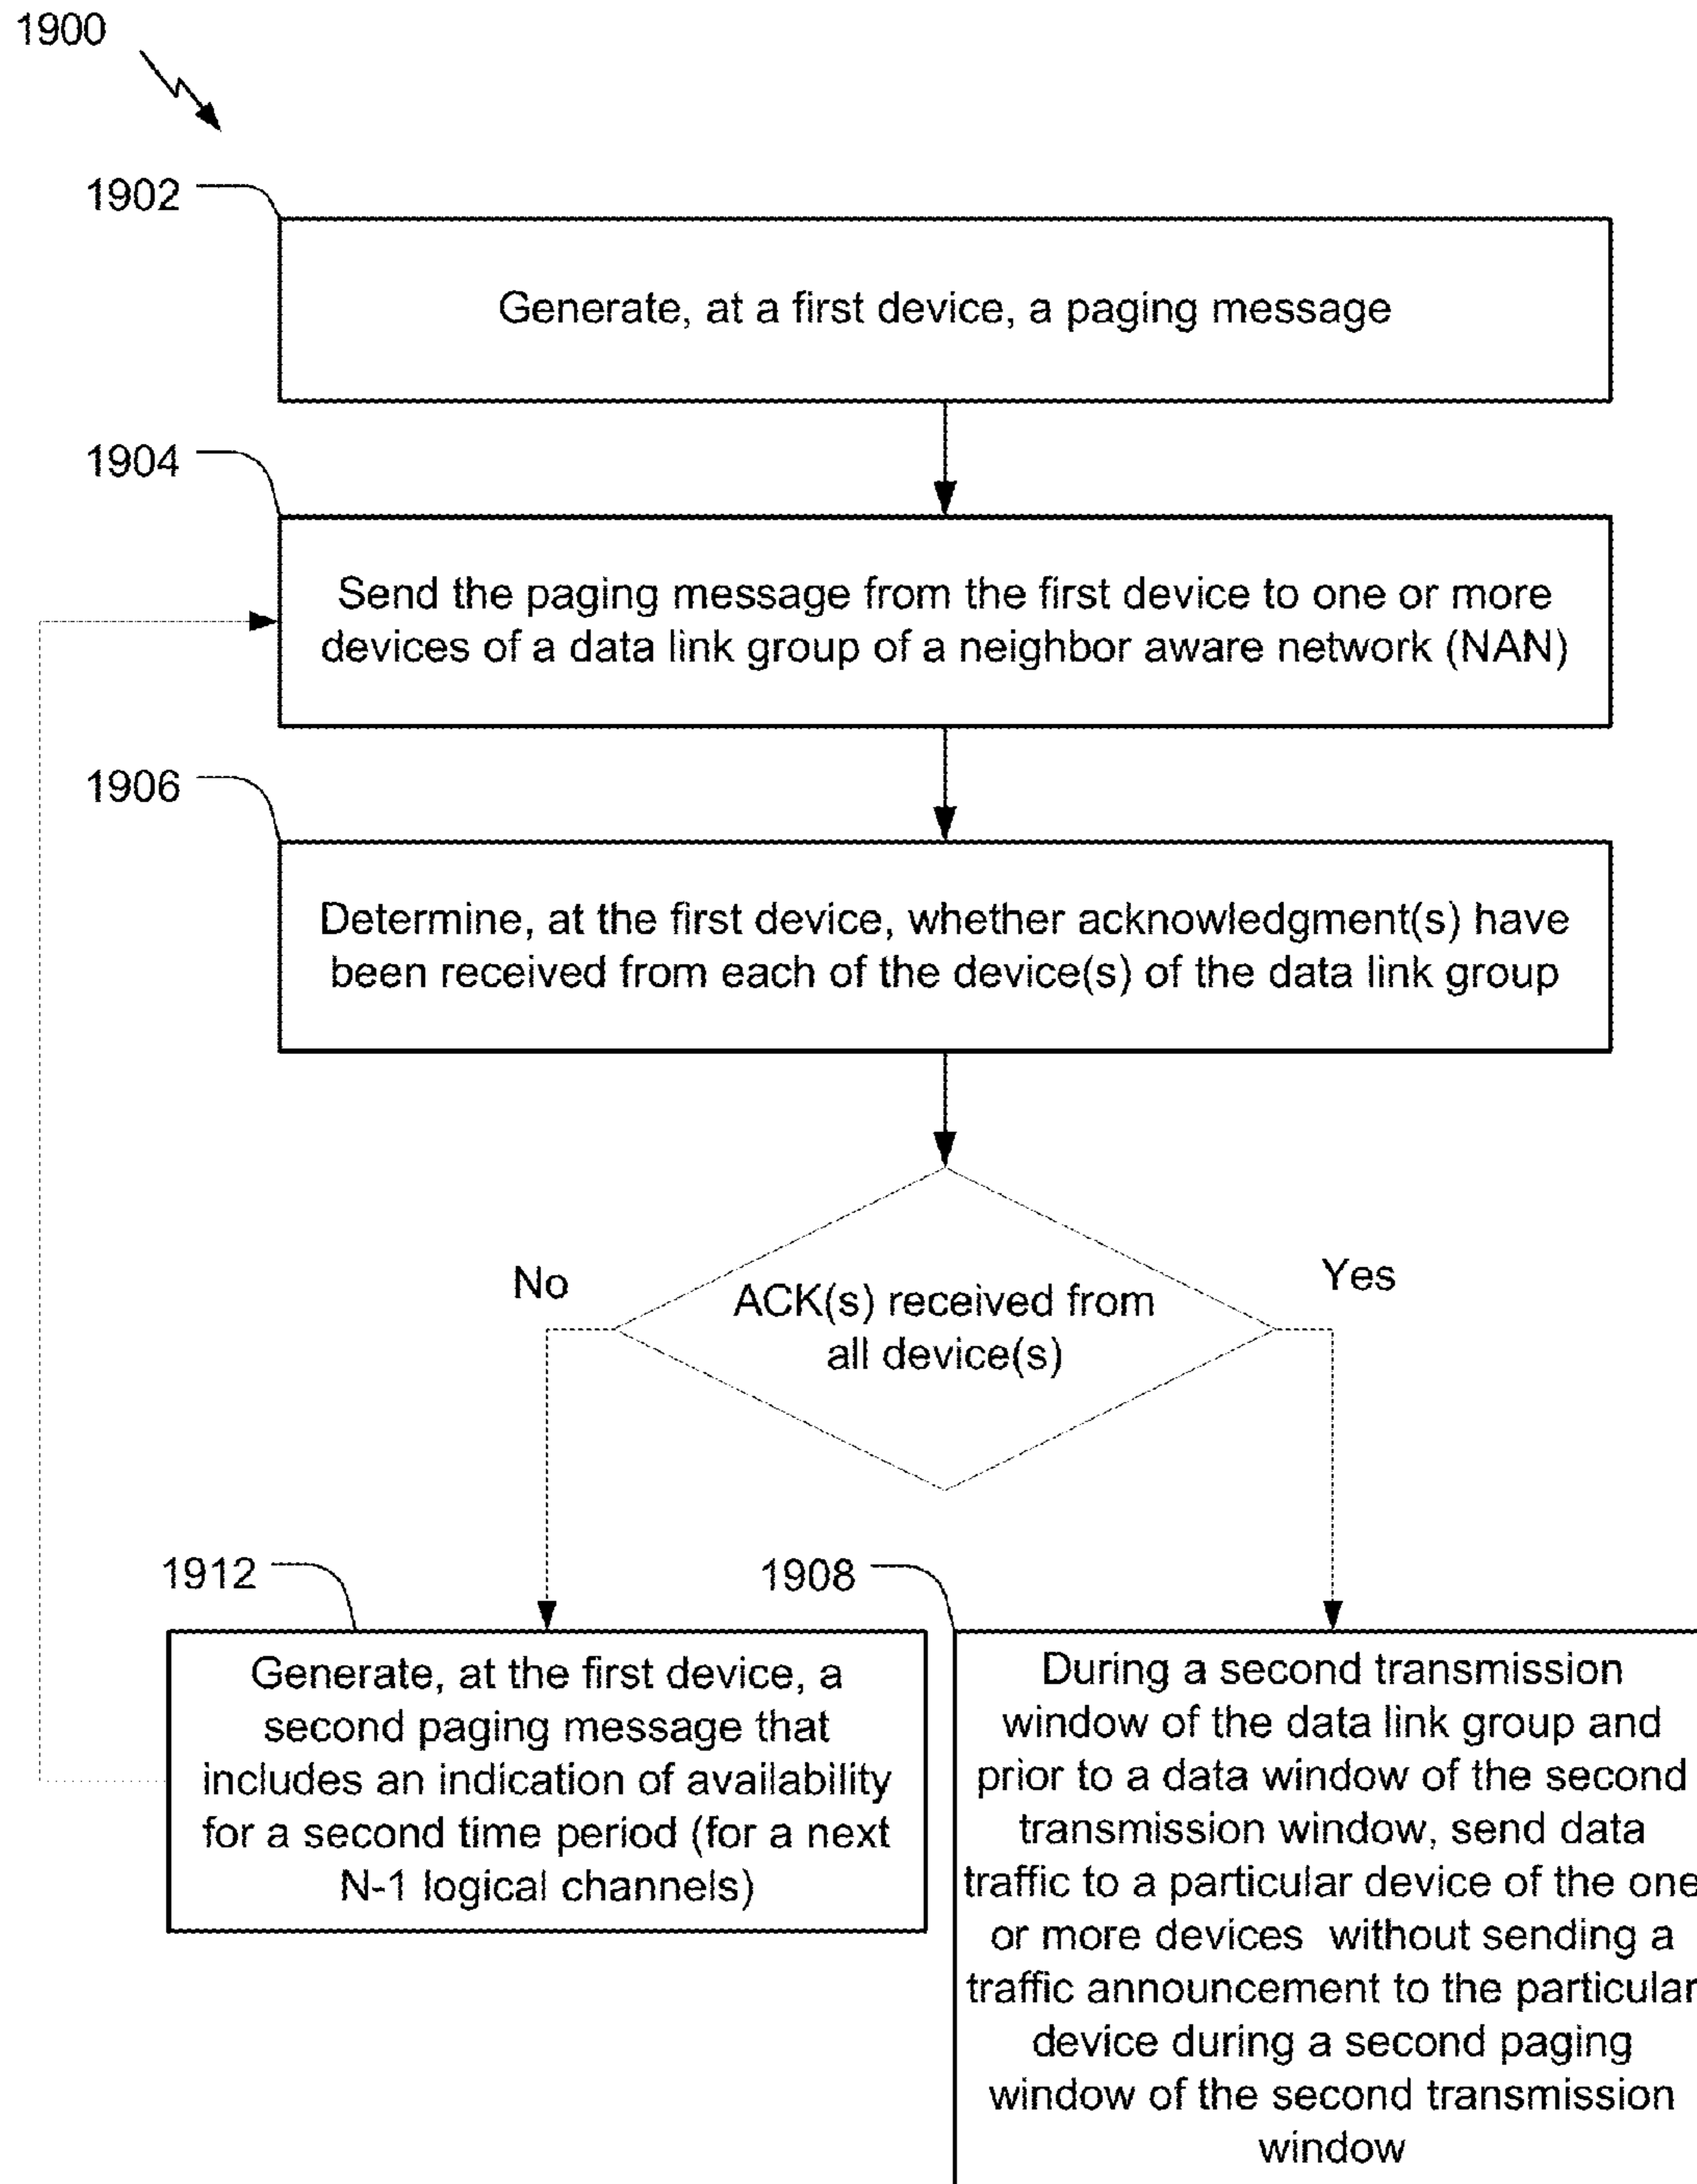 1900
1902
Generate, at a first device, a paging message
1904
Send the paging message from the first device to one or more
devices of a data link group of a neighbor aware network (NAN)
1906
Determine, at the first device, whether acknowledgment(s) have
been received from each of the device(s) of the data link group
No
Yes
ACK(s) received from
all device(s)
1912
Generate, at the first device, a
second paging message that
includes an indication of availability
for a second time period (for a next
N-1 logical channels)
1908
During a second transmission
window of the data link group and
prior to a data window of the second
transmission window, send data
traffic to a particular device of the one
or more devices without sending a
traffic announcement to the particular
device during a second paging
window of the second transmission
window